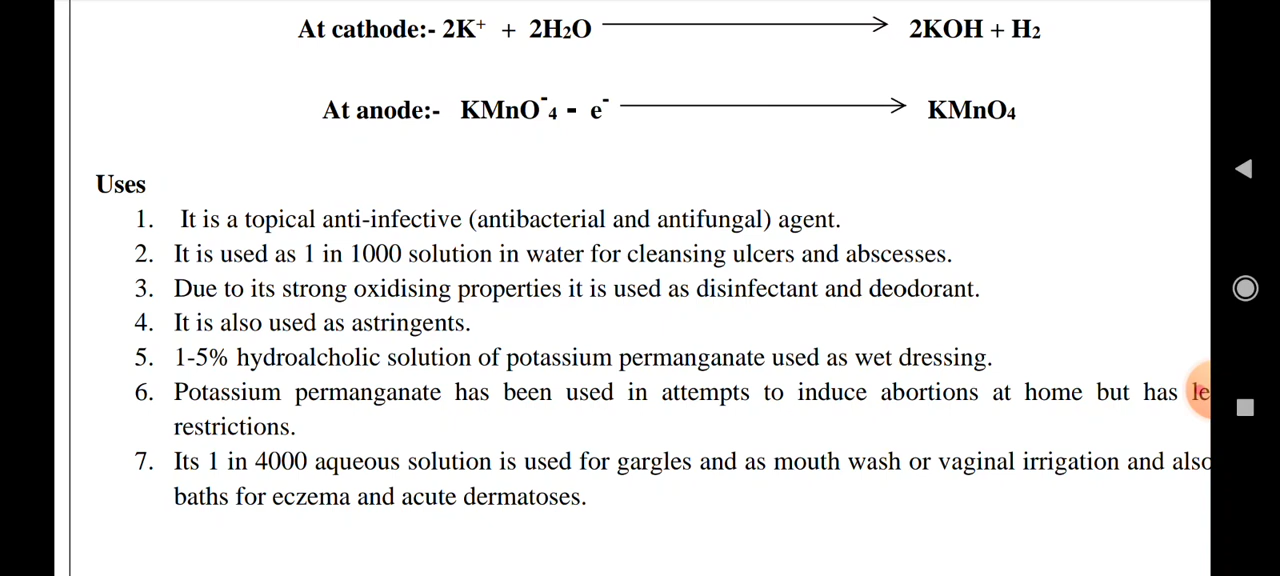 At cathode:- 2K⁺ + 2H₂O ⟶ 2KOH + H₂
At anode:- KMnO⁻₄ - e⁻ ⟶ KMnO₄
Uses
1. It is a topical anti-infective (antibacterial and antifungal) agent.
2. It is used as 1 in 1000 solution in water for cleansing ulcers and abscesses.
3. Due to its strong oxidising properties it is used as disinfectant and deodorant.
4. It is also used as astringents.
5. 1-5% hydroalcholic solution of potassium permanganate used as wet dressing.
6. Potassium permanganate has been used in attempts to induce abortions at home but has
restrictions.
7. Its 1 in 4000 aqueous solution is used for gargles and as mouth wash or vaginal irrigation and also
baths for eczema and acute dermatoses.